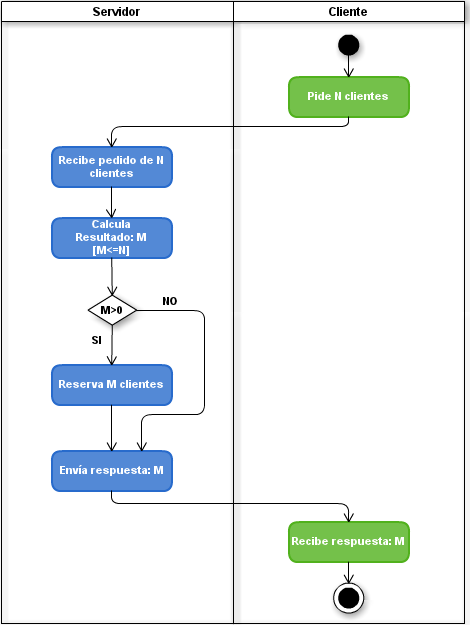 Servidor
Cliente
Pide N clientes
Recibe pedido de N
clientes
Calcula
Resultado: M
[M<=N]
M>0
NO
SI
Reserva M clientes
Envía respuesta: M
Recibe respuesta: M